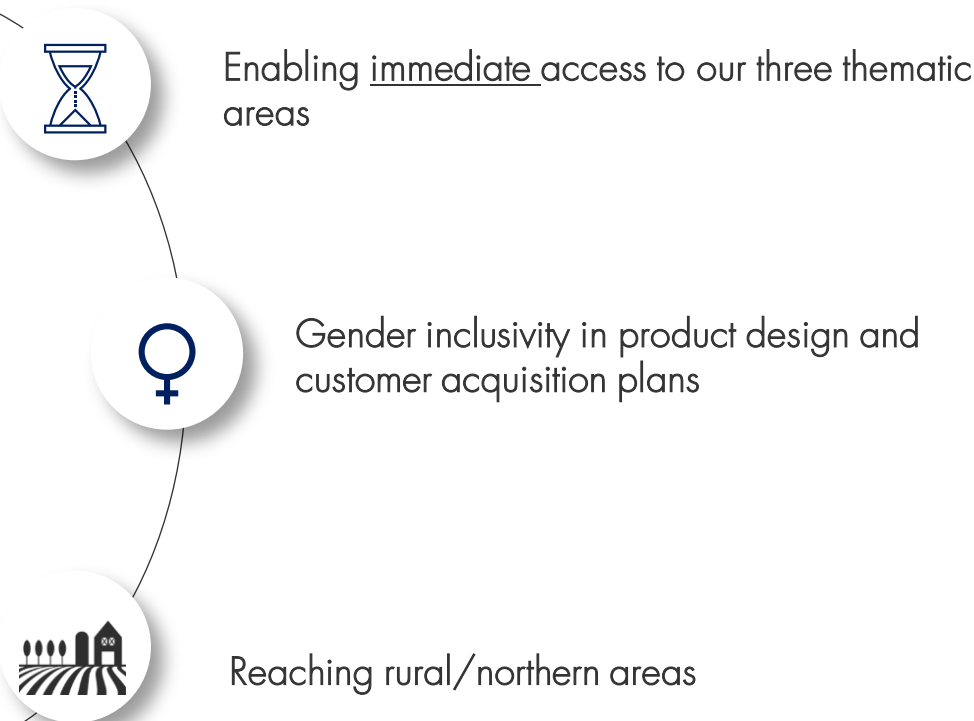 Enabling immediate access to our three thematic
areas
Gender inclusivity in product design and
customer acquisition plans
Reaching rural/northern areas